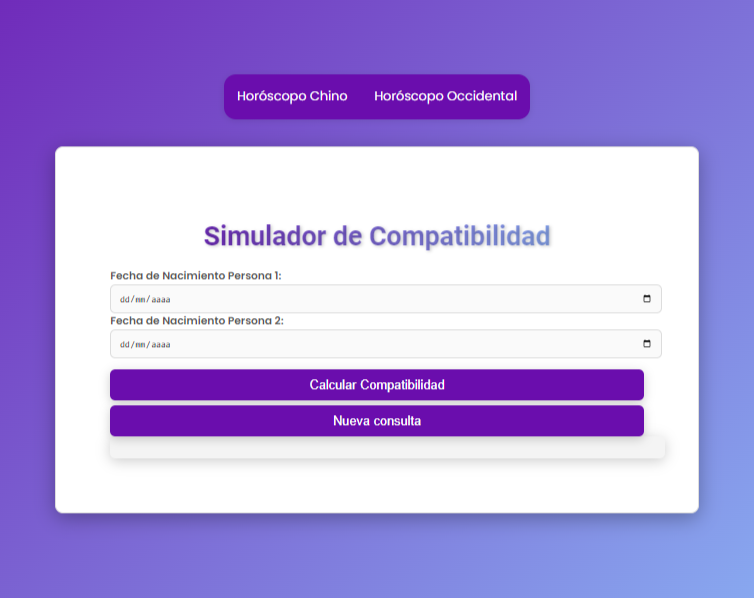 Horóscopo Chino Horóscopo Occidental
Simulador de Compatibilidad
Fecha de Nacimiento Persona 1:
dd/mm/aaaa
Fecha de Nacimiento Persona 2:
dd/mm/aaaa
Calcular Compatibilidad
Nueva consulta